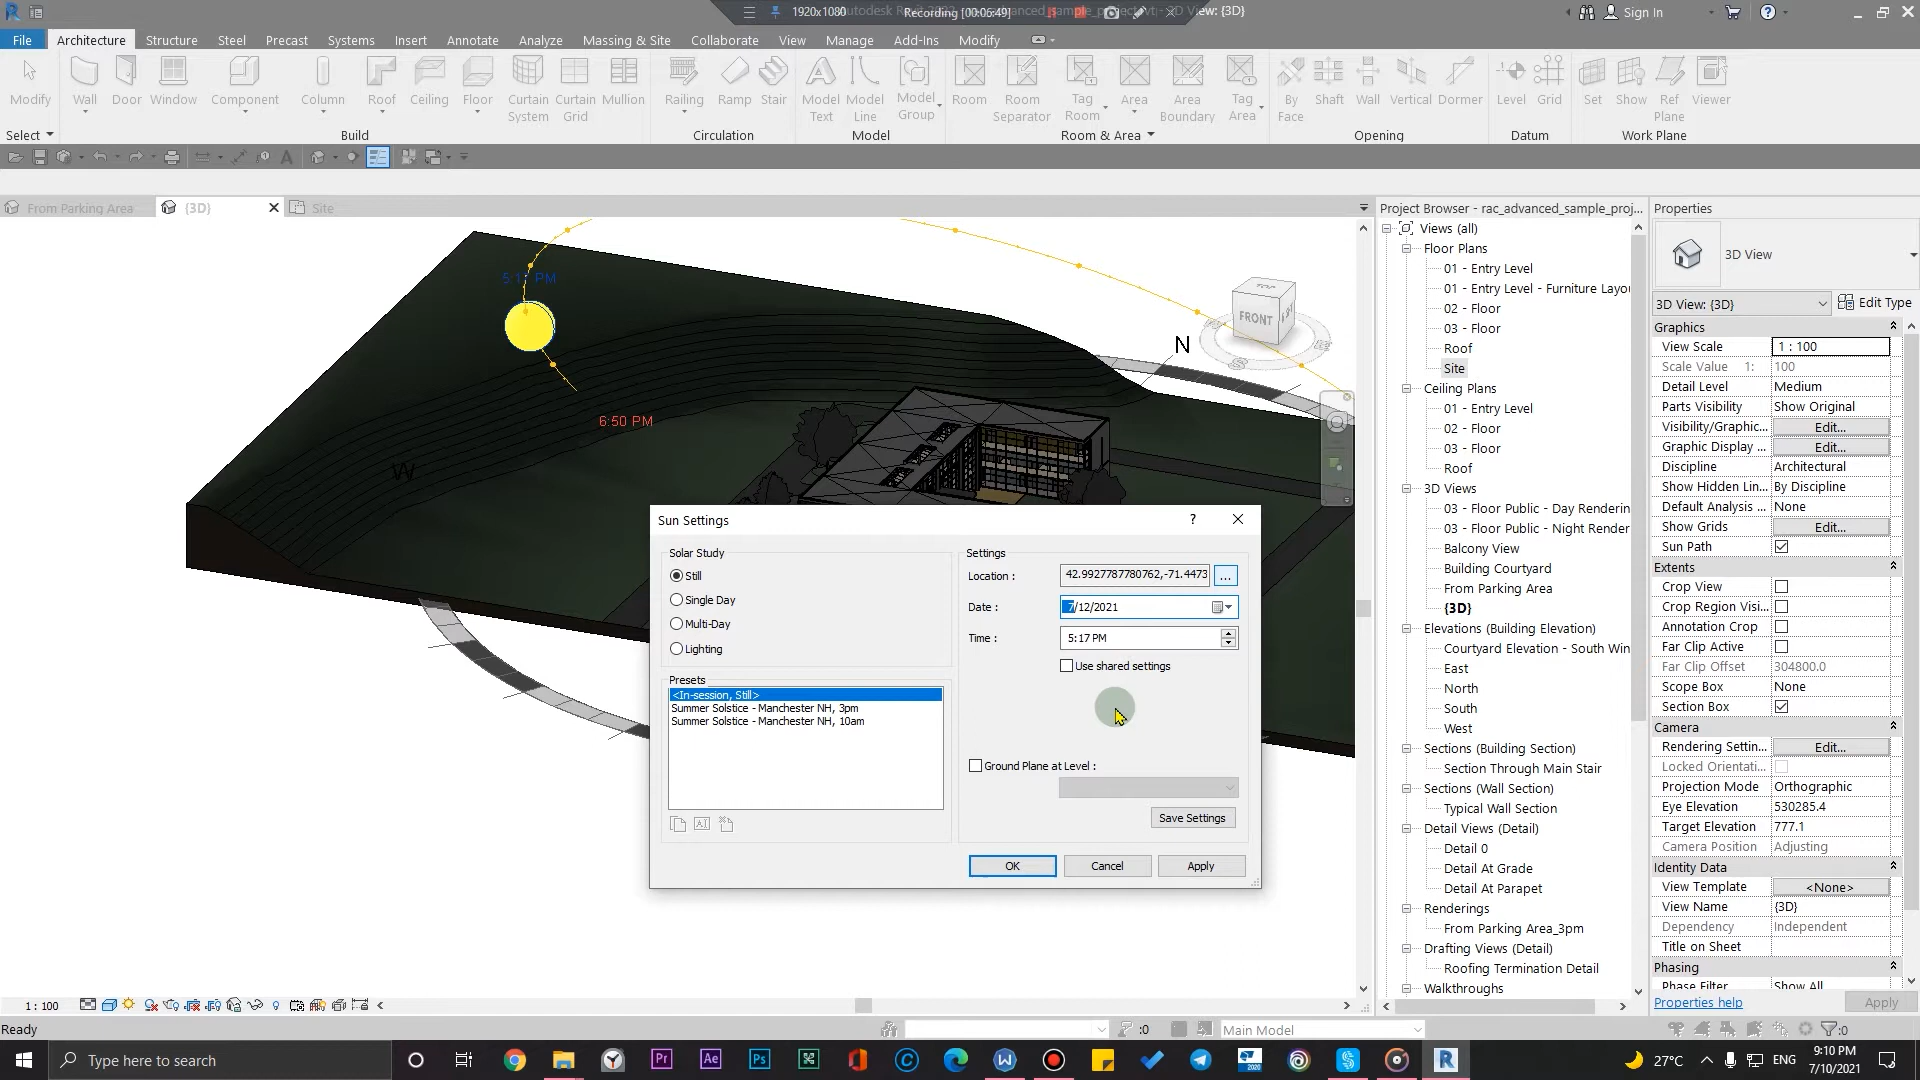 1920x1080
Recording [00:06:49]
View: {3D}
Sign In
File
Architecture
Structure
Steel
Precast
Systems
Insert
Annotate
Analyze
Massing & Site
Collaborate
View
Manage
Add-Ins
Modify
Modify
Wall
Door
Window
Component
Column
Roof
Ceiling
Floor
Curtain System
Curtain Grid
Mullion
Railing
Ramp
Stair
Model Text
Model Line
Model Group
Room
Room Separator
Tag Room
Area
Area Boundary
Tag Area
By Face
Shaft
Wall
Vertical
Dormer
Level
Grid
Set
Show
Ref Plane
Viewer
Select
Build
Circulation
Model
Room & Area
Opening
Datum
Work Plane
From Parking Area
{3D}
Site
5:17 PM
6:50 PM
W
N
TOP
FRONT
Sun Settings
Solar Study
Still
Single Day
Multi-Day
Lighting
Presets
<In-session, Still>
Summer Solstice - Manchester NH, 3pm
Summer Solstice - Manchester NH, 10am
Settings
Location :
42.9927787780762,-71.4473
...
Date :
7/12/2021
Time :
5:17 PM
Use shared settings
Ground Plane at Level :
Save Settings
OK
Cancel
Apply
Project Browser - rac_advanced_sample_proj...
Views (all)
Floor Plans
01 - Entry Level
01 - Entry Level - Furniture Layou
02 - Floor
03 - Floor
Roof
Site
Ceiling Plans
01 - Entry Level
02 - Floor
03 - Floor
Roof
3D Views
03 - Floor Public - Day Renderin
03 - Floor Public - Night Render
Balcony View
Building Courtyard
From Parking Area
{3D}
Elevations (Building Elevation)
Courtyard Elevation - South Win
East
North
South
West
Sections (Building Section)
Section Through Main Stair
Sections (Wall Section)
Typical Wall Section
Detail Views (Detail)
Detail 0
Detail At Grade
Detail At Parapet
Renderings
From Parking Area_3pm
Drafting Views (Detail)
Roofing Termination Detail
Walkthroughs
Properties
3D View
3D View: {3D}
Edit Type
Graphics
View Scale 1 : 100
Scale Value 1: 100
Detail Level Medium
Parts Visibility Show Original
Visibility/Graphic... Edit...
Graphic Display ... Edit...
Discipline Architectural
Show Hidden Lin... By Discipline
Default Analysis ... None
Show Grids Edit...
Sun Path
Extents
Crop View
Crop Region Visi...
Annotation Crop
Far Clip Active
Far Clip Offset 304800.0
Scope Box None
Section Box
Camera
Rendering Settin... Edit...
Locked Orientati...
Projection Mode Orthographic
Eye Elevation 530285.4
Target Elevation 777.1
Camera Position Adjusting
Identity Data
View Template <None>
View Name {3D}
Dependency Independent
Title on Sheet
Phasing
Phase Filter Show All
Properties help
Apply
1 : 100
Ready
:0
Main Model
:0
Type here to search
27°C
ENG
9:10 PM
7/10/2021